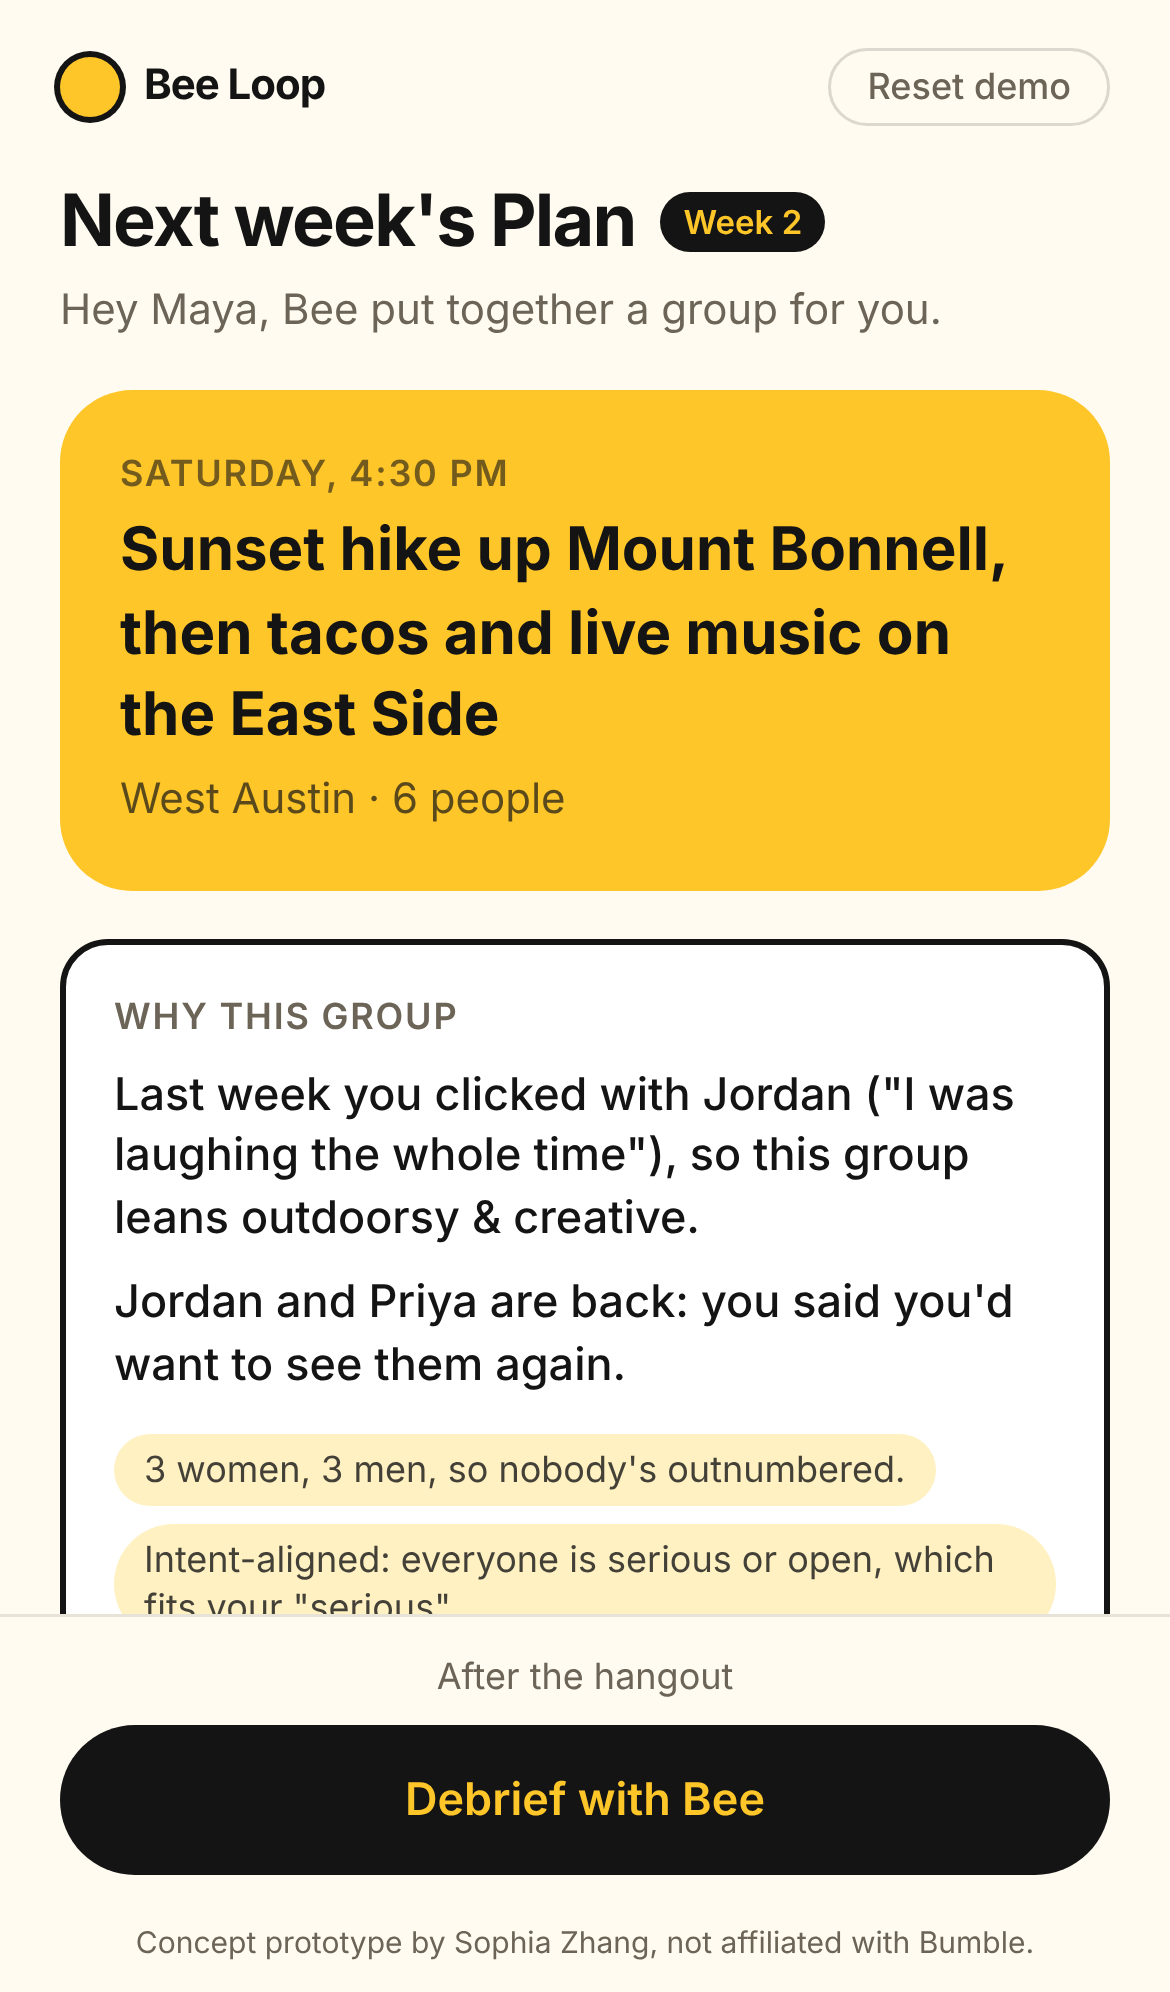 Bee Loop
Reset demo
Next week's Plan
Week 2
Hey Maya, Bee put together a group for you.
SATURDAY, 4:30 PM
Sunset hike up Mount Bonnell,
then tacos and live music on
the East Side
West Austin · 6 people
WHY THIS GROUP
Last week you clicked with Jordan ("I was
laughing the whole time"), so this group
leans outdoorsy & creative.
Jordan and Priya are back: you said you'd
want to see them again.
3 women, 3 men, so nobody's outnumbered.
Intent-aligned: everyone is serious or open, which
fits your "serious"
After the hangout
Debrief with Bee
Concept prototype by Sophia Zhang, not affiliated with Bumble.